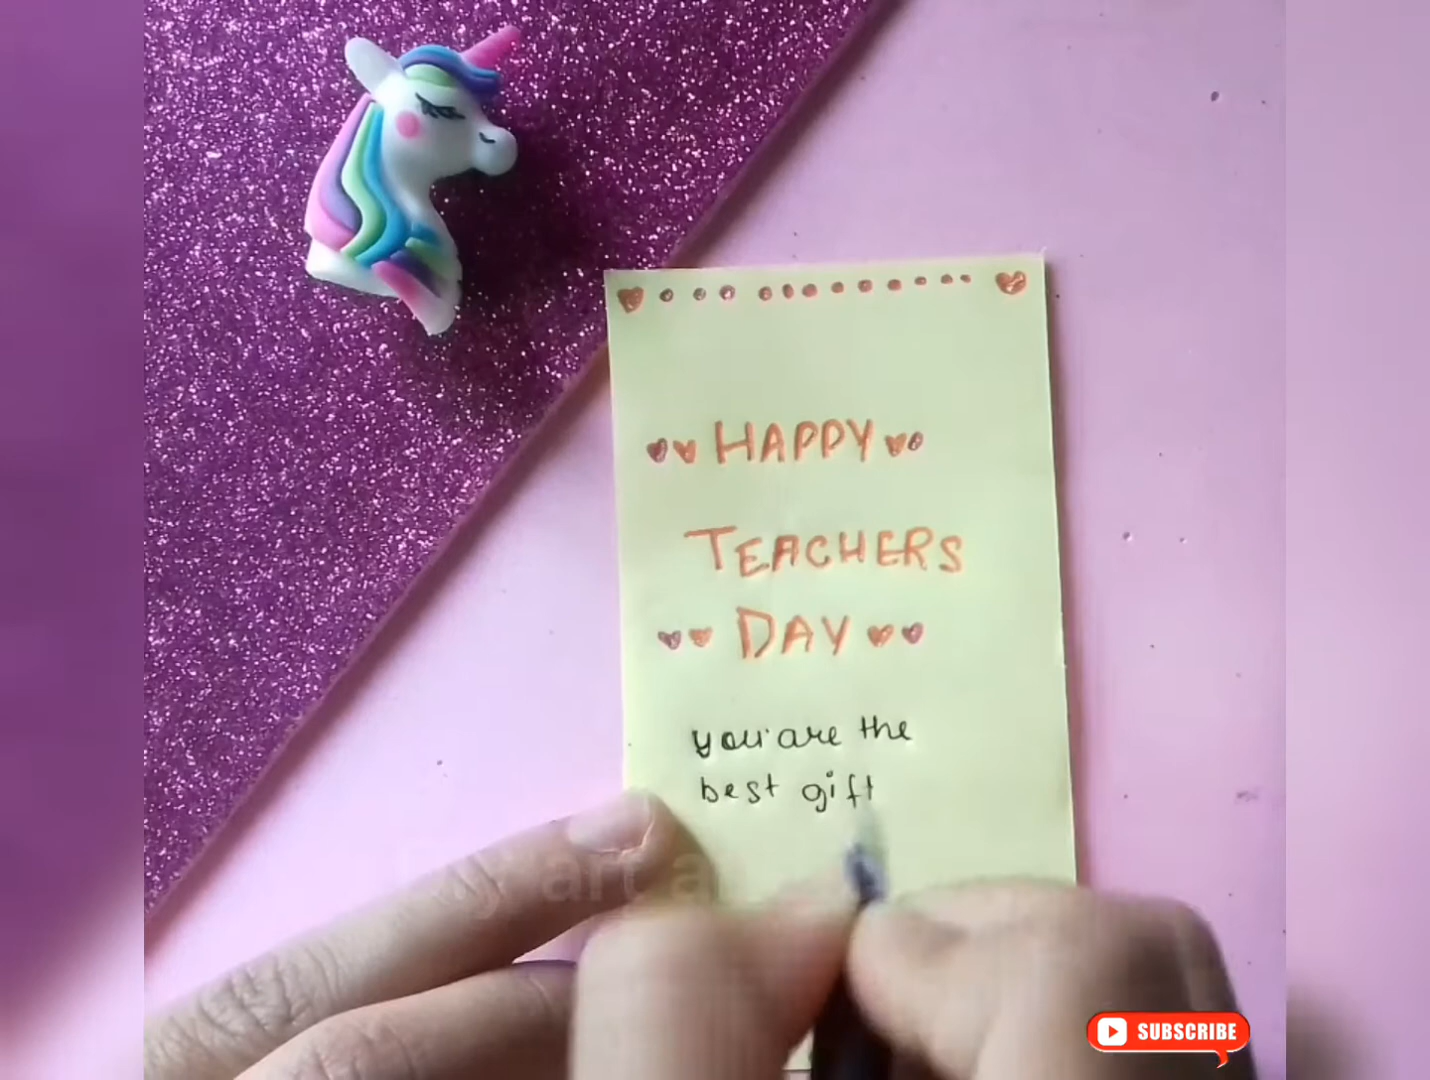 HAPPY
TEACHERS
DAY
you are the
best gift
SUBSCRIBE